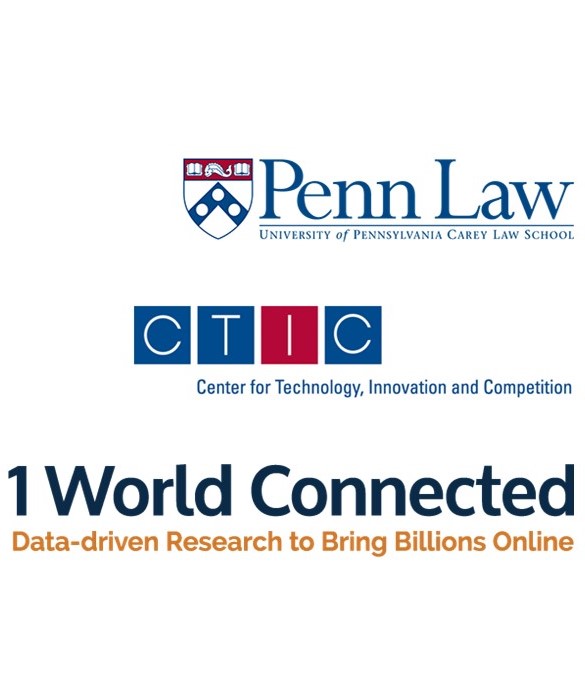 Penn Law
UNIVERSITY of PENNSYLVANIA CAREY LAW SCHOOL
CTIC
Center for Technology, Innovation and Competition
1 World Connected
Data-driven Research to Bring Billions Online